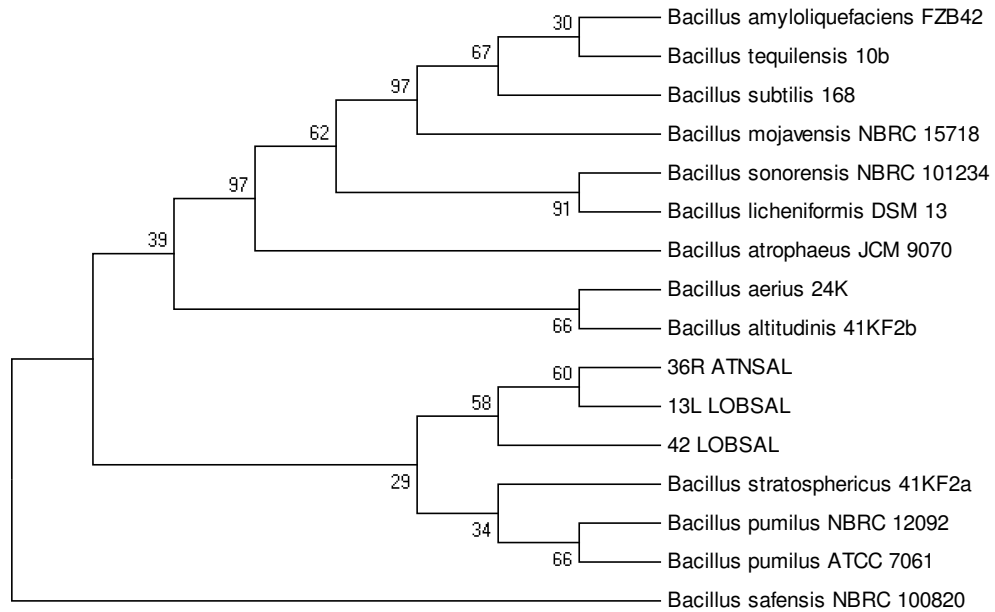 30
Bacillus amyloliquefaciens FZB42
67
Bacillus tequilensis 10b
97
Bacillus subtilis 168
62
Bacillus mojavensis NBRC 15718
97
Bacillus sonorensis NBRC 101234
91
Bacillus licheniformis DSM 13
39
Bacillus atrophaeus JCM 9070
Bacillus aerius 24K
66
Bacillus altitudinis 41KF2b
60
36R ATNSAL
58
13L LOBSAL
42 LOBSAL
29
Bacillus stratosphericus 41KF2a
34
Bacillus pumilus NBRC 12092
66
Bacillus pumilus ATCC 7061
Bacillus safensis NBRC 100820